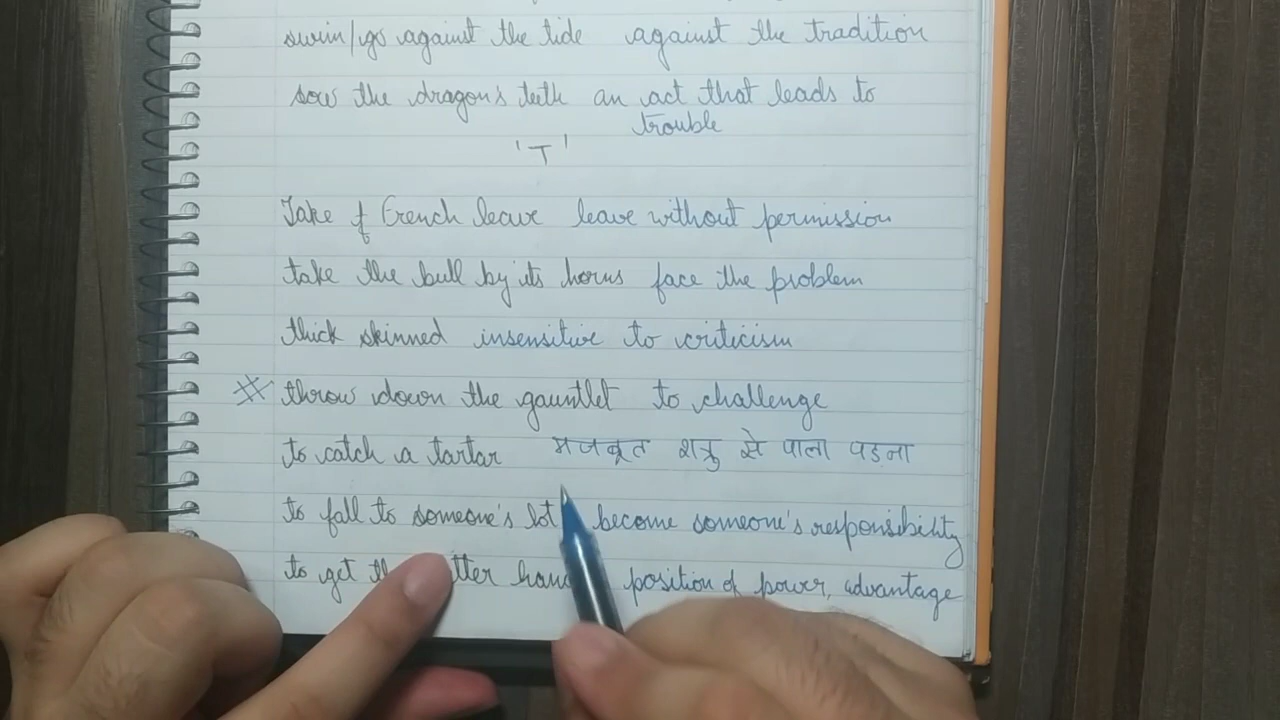 swim/go against the tide against the tradition
sow the dragon's teeth an act that leads to
trouble
'T'
Take French leave leave without permission
take the bull by its horns face the problem
thick skinned insensitive to criticism
# throw down the gauntlet to challenge
to catch a tartar मजबूत शत्रु से पाला पड़ना
to fall to someone's lot become someone's responsibility
to get position of power, advantage